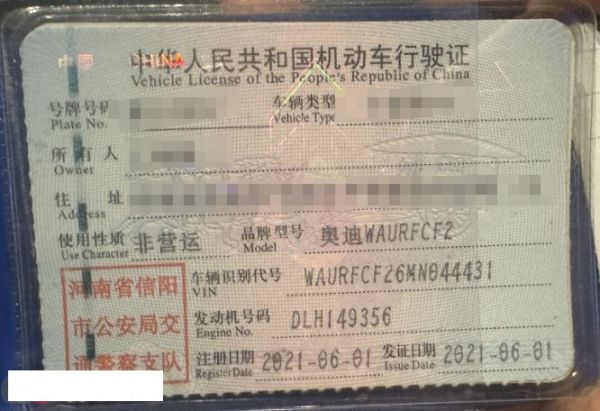 中国 CHINA
中华人民共和国机动车行驶证
Vehicle License of the People's Republic of China
号牌号码 车辆类型
Plate No. Vehicle Type
所有人
Owner
住 址
Address
使用性质 非营运 品牌型号 奥迪WAURFCF2
Use Character Model
河南省信阳
市公安局交
通警察支队
车辆识别代号 WAURFCF26MN044431
VIN
发动机号码 DLH149356
Engine No.
注册日期 2021-06-01 发证日期 2021-06-01
Register Date Issue Date